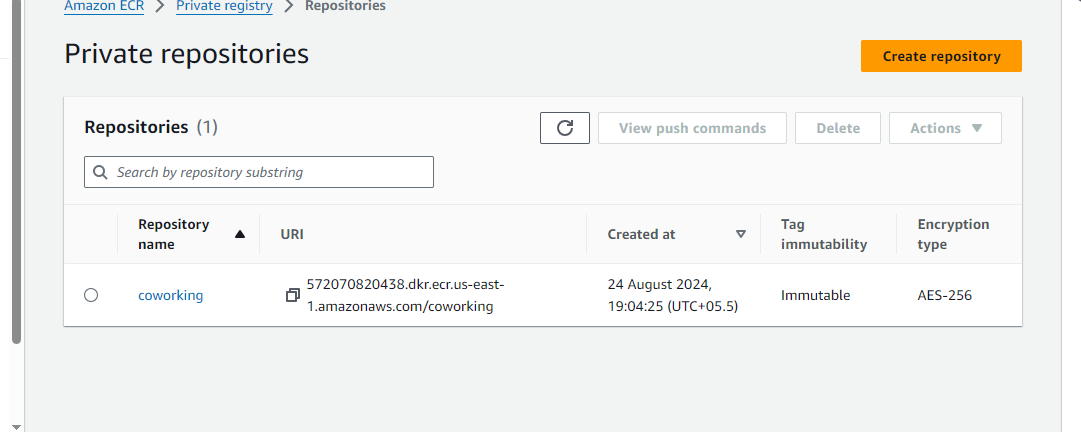 Amazon ECR > Private registry > Repositories
Private repositories
Create repository
Repositories (1)
View push commands
Delete
Actions
Search by repository substring
Repository name
URI
Created at
Tag immutability
Encryption type
coworking
572070820438.dkr.ecr.us-east-
1.amazonaws.com/coworking
24 August 2024,
19:04:25 (UTC+05.5)
Immutable
AES-256